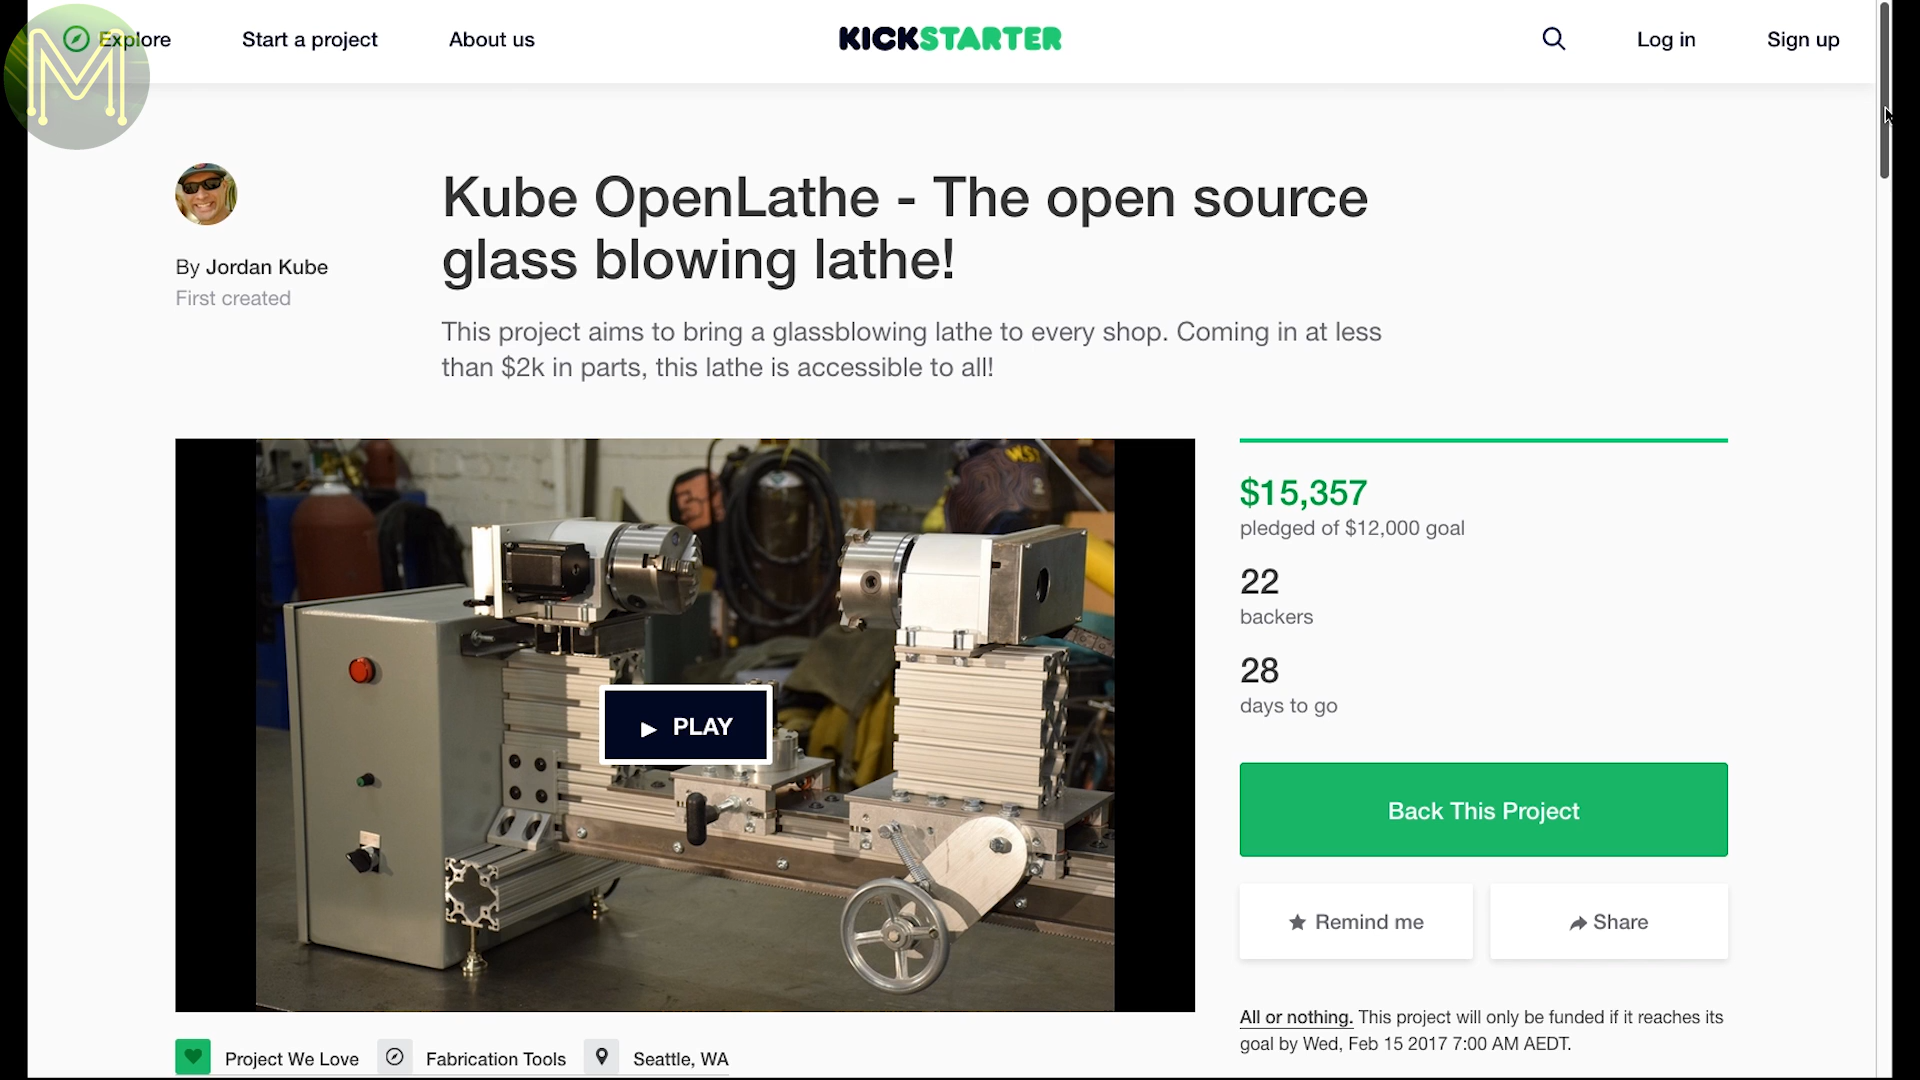 M
Explore
Start a project
About us
KICKSTARTER
Log in
Sign up
Kube OpenLathe - The open source
glass blowing lathe!
By Jordan Kube
First created
This project aims to bring a glassblowing lathe to every shop. Coming in at less
than $2k in parts, this lathe is accessible to all!
$15,357
pledged of $12,000 goal
22
backers
28
days to go
▶ PLAY
Back This Project
Remind me
Share
All or nothing. This project will only be funded if it reaches its
goal by Wed, Feb 15 2017 7:00 AM AEDT.
Project We Love
Fabrication Tools
Seattle, WA